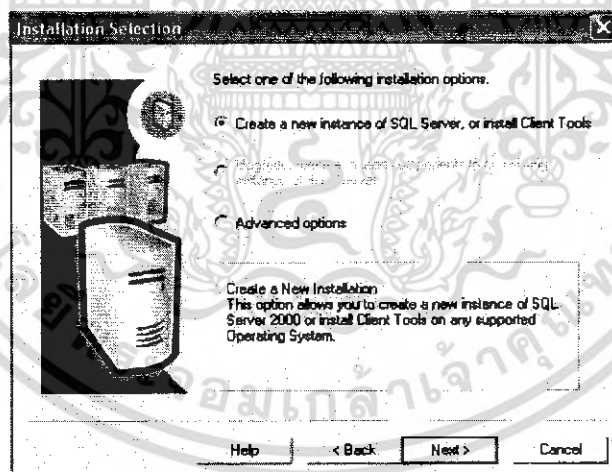 Installation Selection
Select one of the following installation options.
Create a new instance of SQL Server, or install Client Tools
Advanced options
Create a New Installation
This option allows you to create a new instance of SQL
Server 2000 or install Client Tools on any supported
Operating System.
Help
< Back
Next >
Cancel